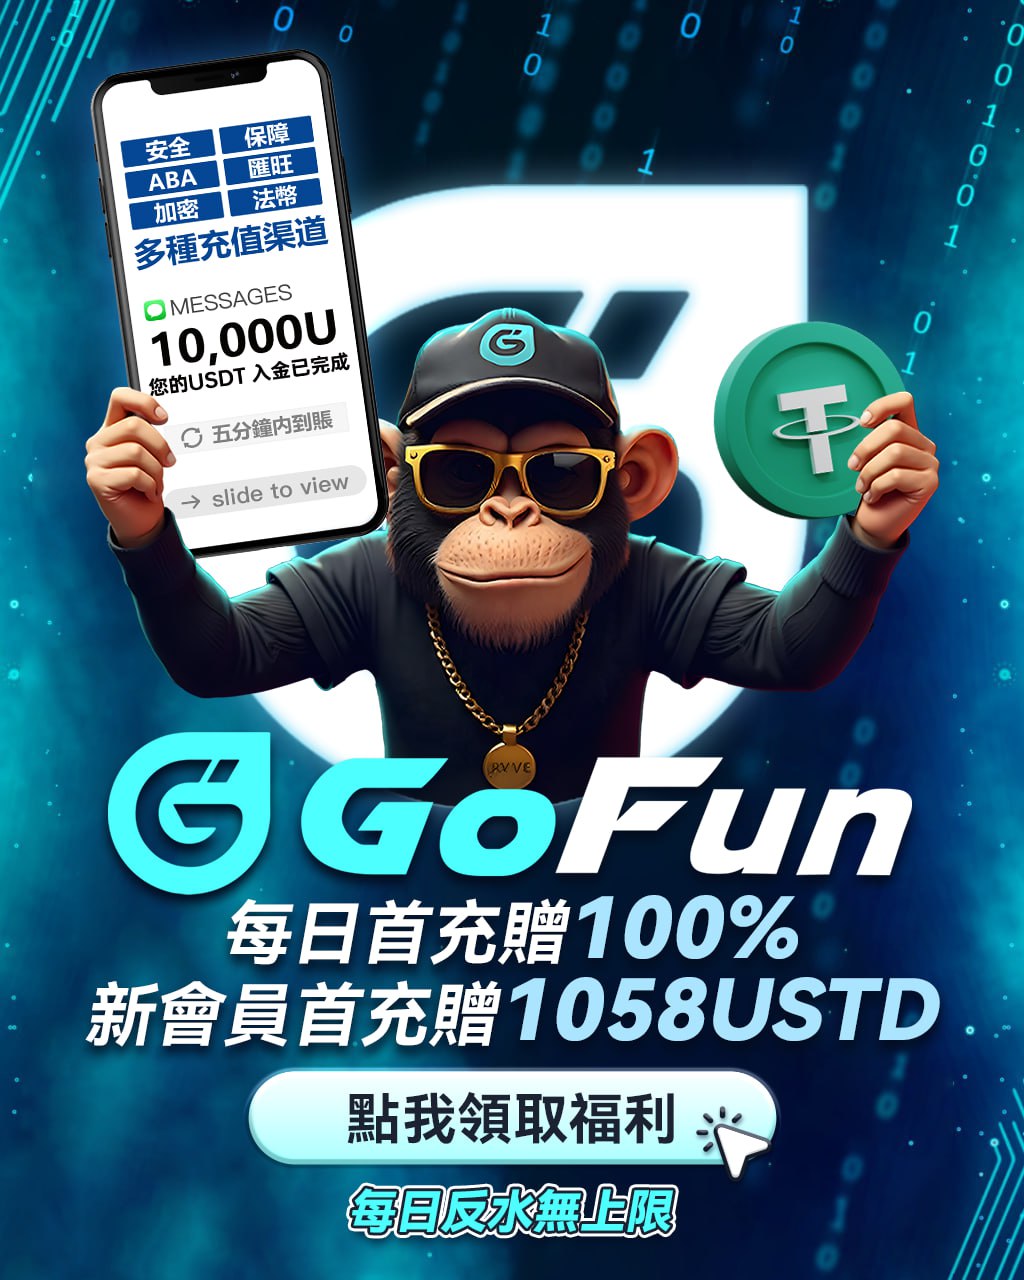 安全 保障
ABA 匯旺
加密 法幣
多種充值渠道
MESSAGES
10,000U
您的USDT 入金已完成
五分鐘内到賬
→ slide to view
GoFun
每日首充贈100%
新會員首充贈1058USTD
點我領取福利
每日反水無上限